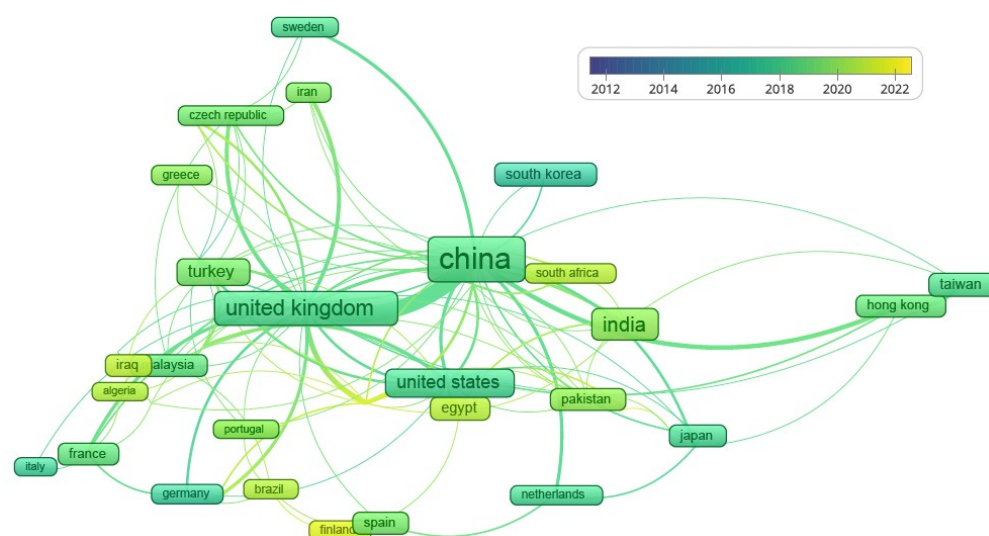 sweden
2012 2014 2016 2018 2020 2022
iran
czech republic
south korea
greece
china
turkey
south africa
taiwan
united kingdom
hong kong
india
iraq
alaysia
united states
algeria
egypt
pakistan
portugal
japan
france
italy
germany
brazil
netherlands
spain
finland